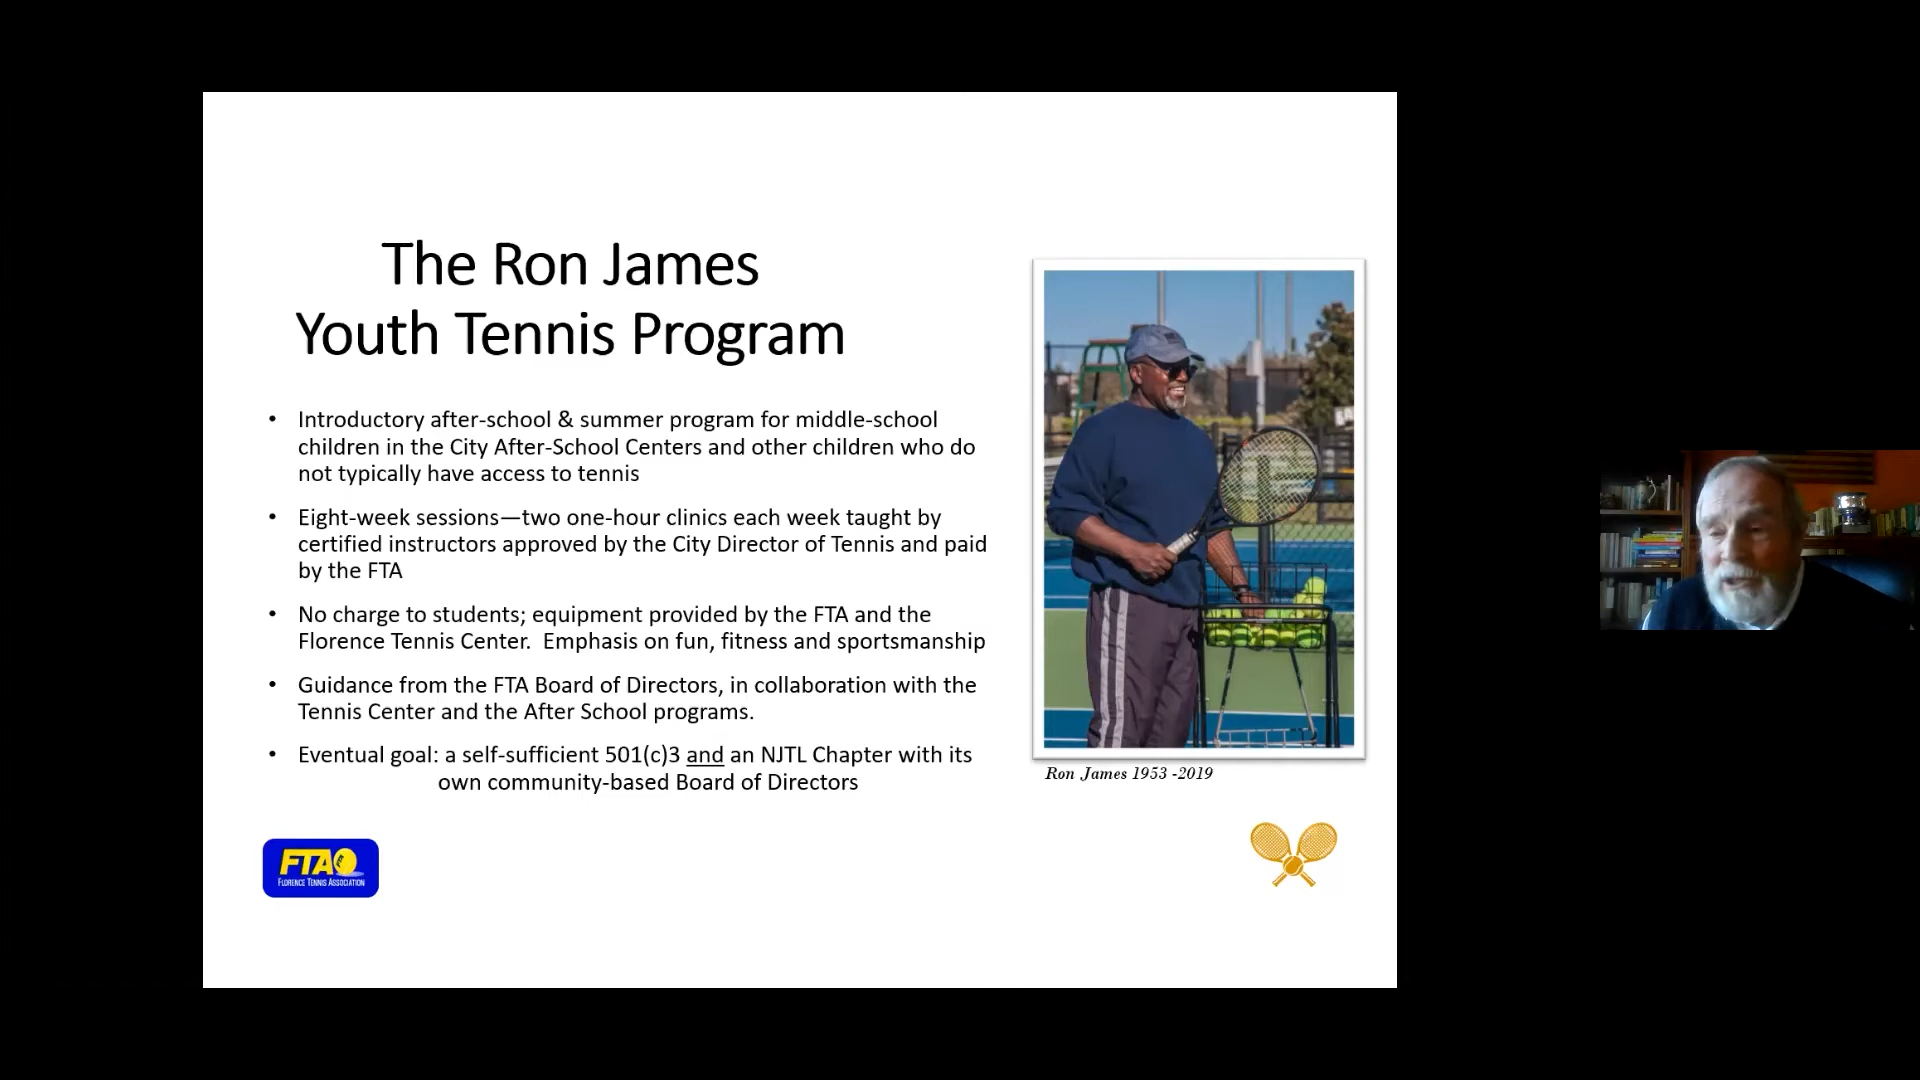 The Ron James
Youth Tennis Program
• Introductory after-school & summer program for middle-school
children in the City After-School Centers and other children who do
not typically have access to tennis
• Eight-week sessions—two one-hour clinics each week taught by
certified instructors approved by the City Director of Tennis and paid
by the FTA
• No charge to students; equipment provided by the FTA and the
Florence Tennis Center.  Emphasis on fun, fitness and sportsmanship
• Guidance from the FTA Board of Directors, in collaboration with the
Tennis Center and the After School programs.
• Eventual goal: a self-sufficient 501(c)3 and an NJTL Chapter with its
own community-based Board of Directors
Ron James 1953 -2019
FTA
FLORENCE TENNIS ASSOCIATION